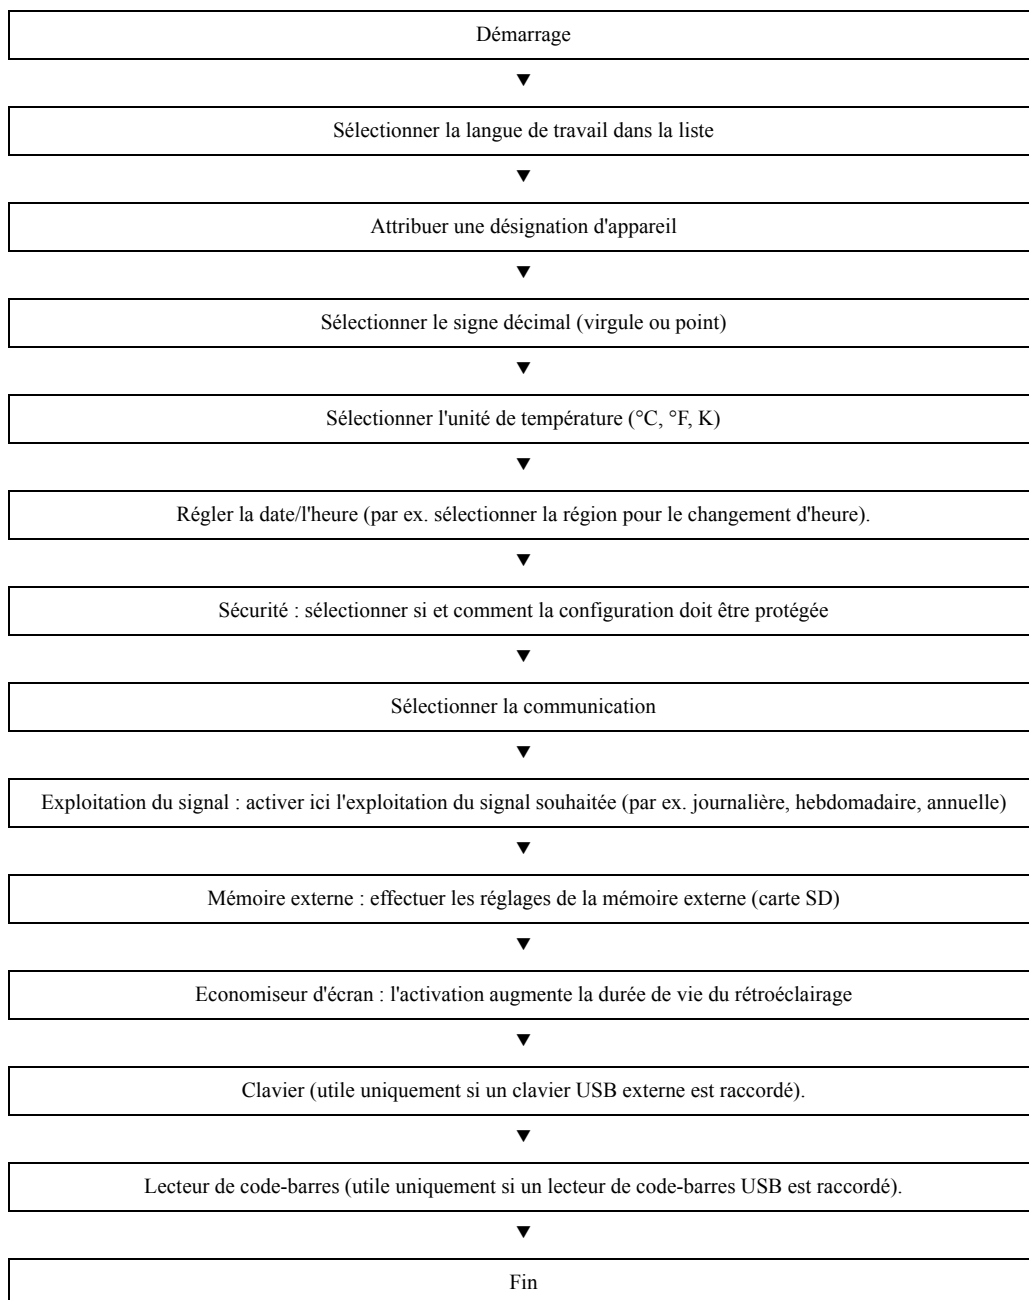 Démarrage
▼
Sélectionner la langue de travail dans la liste
▼
Attribuer une désignation d'appareil
▼
Sélectionner le signe décimal (virgule ou point)
▼
Sélectionner l'unité de température (°C, °F, K)
▼
Régler la date/l'heure (par ex. sélectionner la région pour le changement d'heure).
▼
Sécurité : sélectionner si et comment la configuration doit être protégée
▼
Sélectionner la communication
▼
Exploitation du signal : activer ici l'exploitation du signal souhaitée (par ex. journalière, hebdomadaire, annuelle)
▼
Mémoire externe : effectuer les réglages de la mémoire externe (carte SD)
▼
Economiseur d'écran : l'activation augmente la durée de vie du rétroéclairage
▼
Clavier (utile uniquement si un clavier USB externe est raccordé).
▼
Lecteur de code-barres (utile uniquement si un lecteur de code-barres USB est raccordé).
▼
Fin